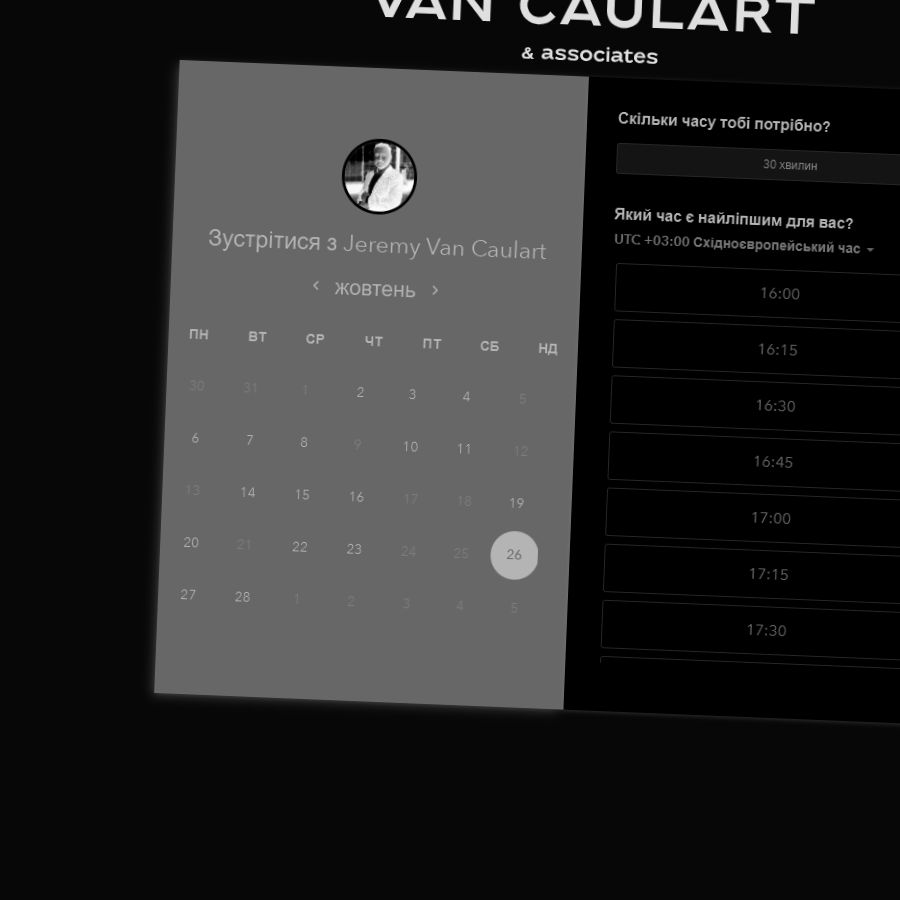 VAN CAULART
& associates
Зустрітися з Jeremy Van Caulart
жовтень
ПН ВТ СР ЧТ ПТ СБ НД
30 31 1 2 3 4 5
6 7 8 9 10 11 12
13 14 15 16 17 18 19
20 21 22 23 24 25 26
27 28 1 2 3 4 5
Скільки часу тобі потрібно?
30 хвилин
Який час є найліпшим для вас?
UTC +03:00 Східноєвропейський час
16:00
16:15
16:30
16:45
17:00
17:15
17:30